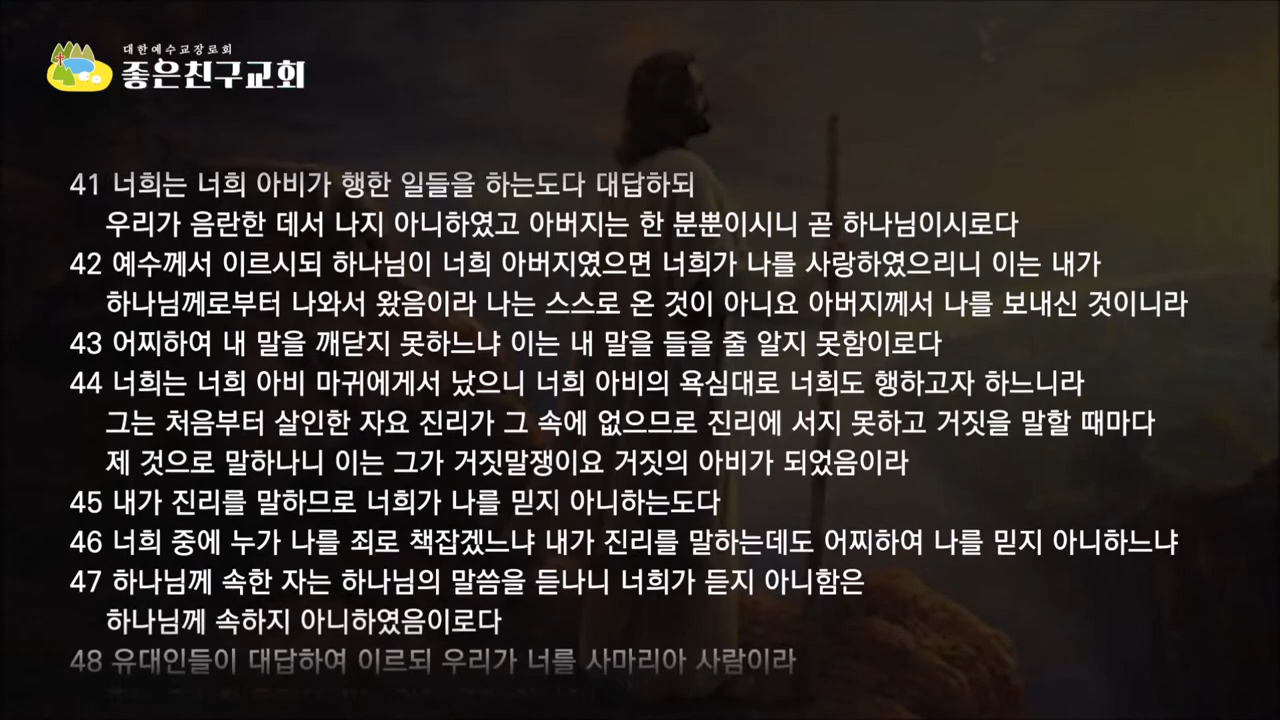 대한예수교장로회
좋은친구교회
41 너희는 너희 아비가 행한 일들을 하는도다 대답하되
우리가 음란한 데서 나지 아니하였고 아버지는 한 분뿐이시니 곧 하나님이시로다
42 예수께서 이르시되 하나님이 너희 아버지였으면 너희가 나를 사랑하였으리니 이는 내가
하나님께로부터 나와서 왔음이라 나는 스스로 온 것이 아니요 아버지께서 나를 보내신 것이니라
43 어찌하여 내 말을 깨닫지 못하느냐 이는 내 말을 들을 줄 알지 못함이로다
44 너희는 너희 아비 마귀에게서 났으니 너희 아비의 욕심대로 너희도 행하고자 하느니라
그는 처음부터 살인한 자요 진리가 그 속에 없으므로 진리에 서지 못하고 거짓을 말할 때마다
제 것으로 말하나니 이는 그가 거짓말쟁이요 거짓의 아비가 되었음이라
45 내가 진리를 말하므로 너희가 나를 믿지 아니하는도다
46 너희 중에 누가 나를 죄로 책잡겠느냐 내가 진리를 말하는데도 어찌하여 나를 믿지 아니하느냐
47 하나님께 속한 자는 하나님의 말씀을 듣나니 너희가 듣지 아니함은
하나님께 속하지 아니하였음이로다
48 유대인들이 대답하여 이르되 우리가 너를 사마리아 사람이라